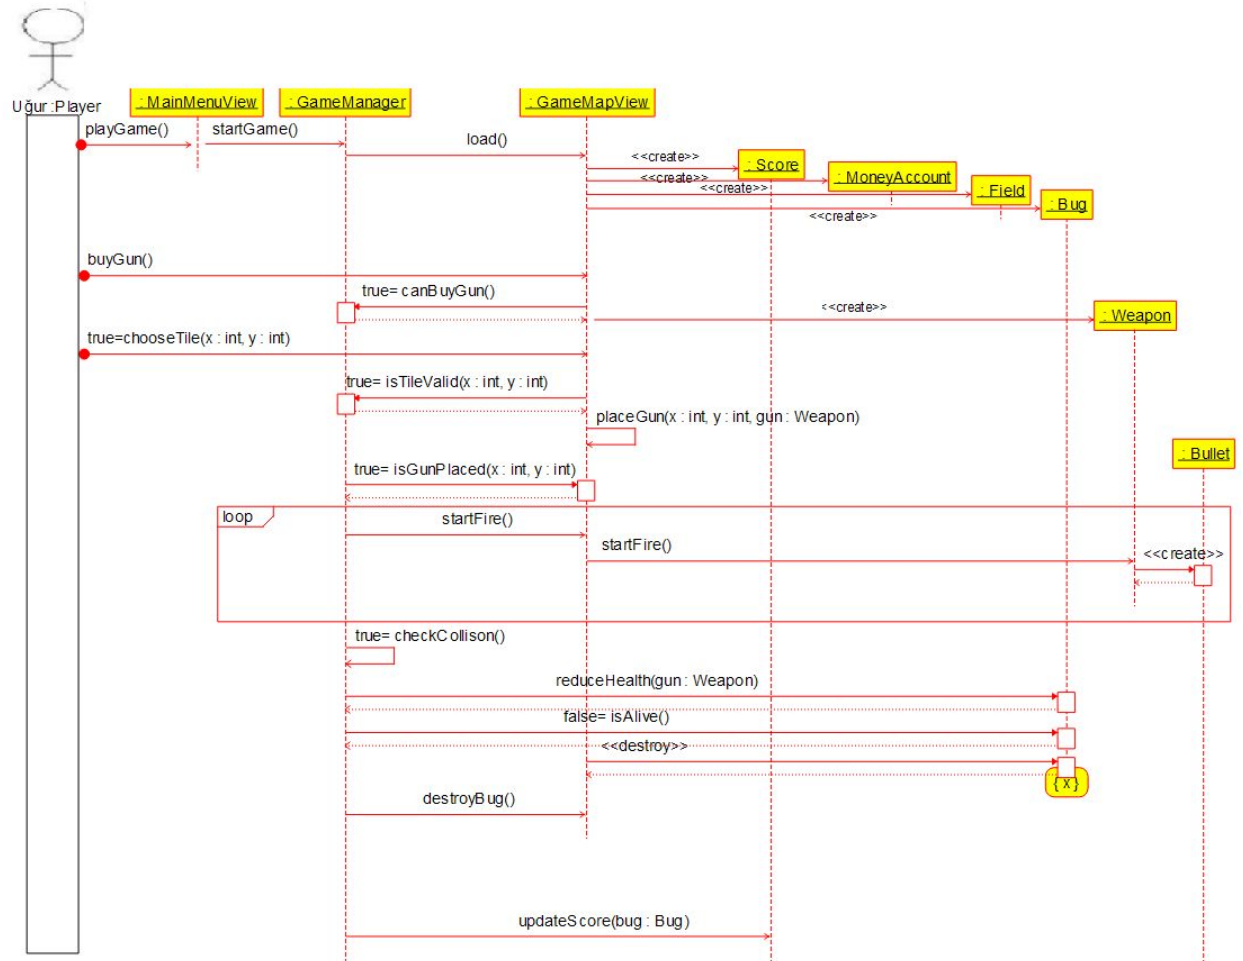 Uğur :Player
: MainMenuView
: GameManager
: GameMapView
playGame()
startGame()
load()
<<create>>
: Score
<<create>>
: MoneyAccount
<<create>>
: Field
<<create>>
: Bug
buyGun()
true= canBuyGun()
<<create>>
: Weapon
true=chooseTile(x : int, y : int)
true= isTileValid(x : int, y : int)
placeGun(x : int, y : int, gun : Weapon)
: Bullet
true= isGunPlaced(x : int, y : int)
loop
startFire()
startFire()
<<create>>
true= checkCollison()
reduceHealth(gun : Weapon)
false= isAlive()
<<destroy>>
{ x }
destroyBug()
updateScore(bug : Bug)